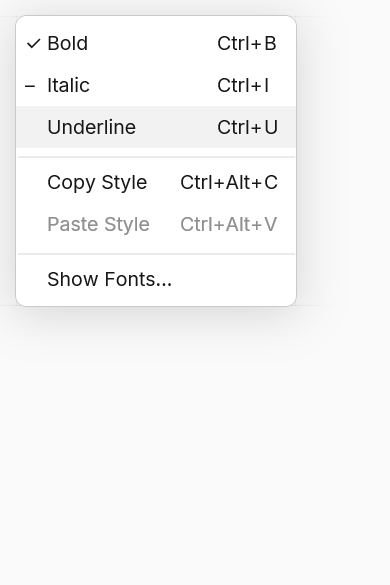 ✓ Bold Ctrl+B
– Italic Ctrl+I
Underline Ctrl+U
Copy Style Ctrl+Alt+C
Paste Style Ctrl+Alt+V
Show Fonts...